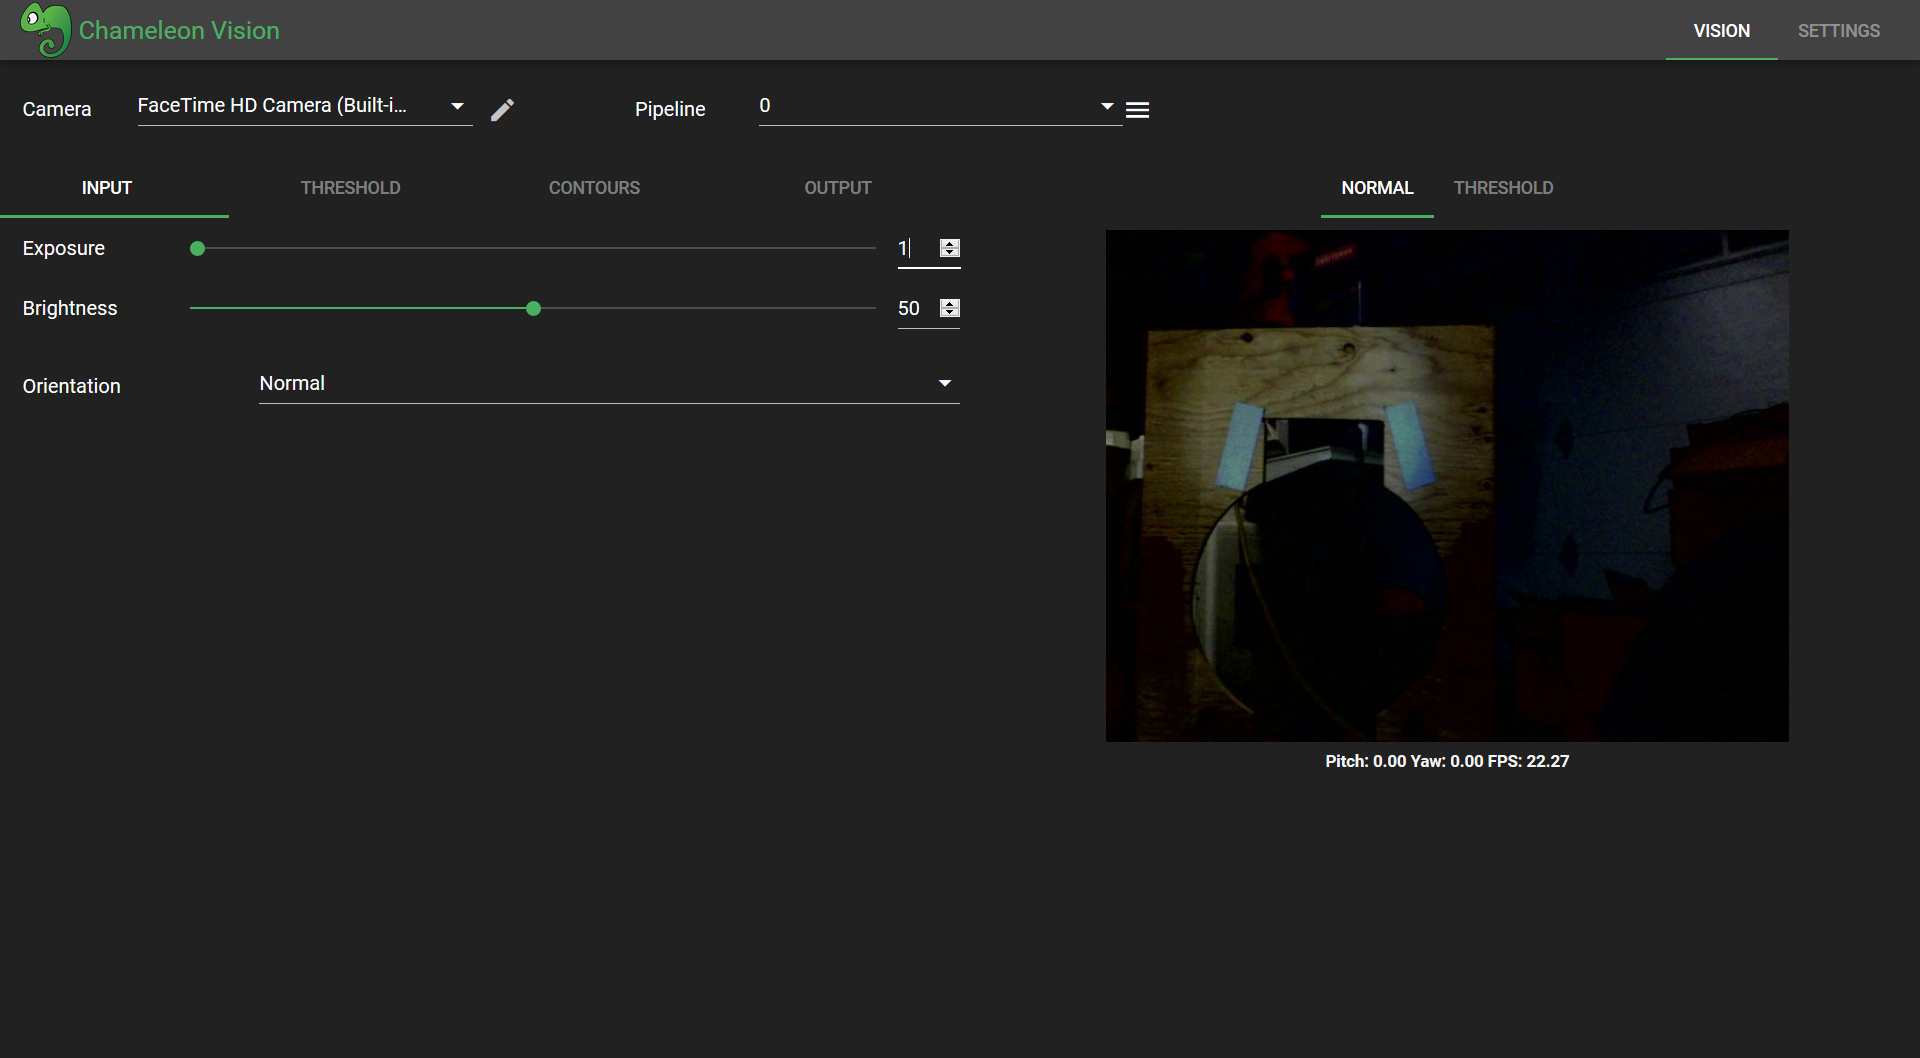 Chameleon Vision
VISION SETTINGS
Camera FaceTime HD Camera (Built-i... Pipeline 0
INPUT THRESHOLD CONTOURS OUTPUT NORMAL THRESHOLD
Exposure 1
Brightness 50
Orientation Normal
Pitch: 0.00 Yaw: 0.00 FPS: 22.27